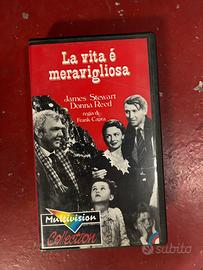 La vita é
meravigliosa
James Stewart
Donna Reed
regia di
Frank Capra
Multivision
Collection
subito